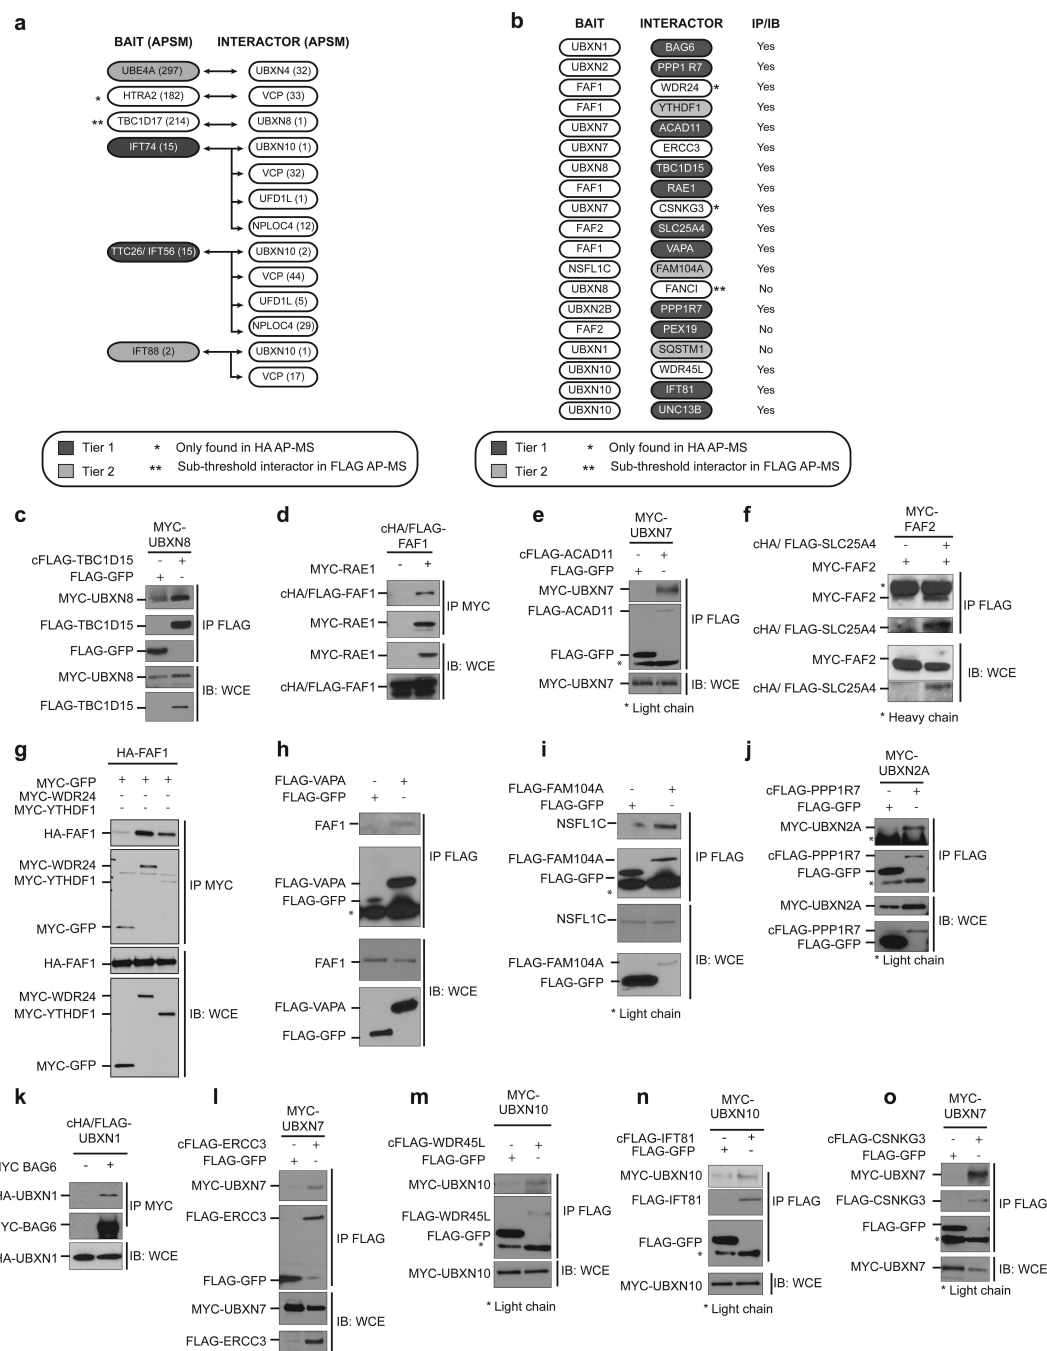 a
BAIT (APSM) INTERACTOR (APSM)
UBE4A (297) UBXN4 (32)
* HTRA2 (182) VCP (33)
** TBC1D17 (214) UBXN8 (1)
IFT74 (15) UBXN10 (1)
VCP (32)
UFD1L (1)
NPLOC4 (12)
TTC26/ IFT56 (15) UBXN10 (2)
VCP (44)
UFD1L (5)
NPLOC4 (29)
IFT88 (2) UBXN10 (1)
VCP (17)
Tier 1 * Only found in HA AP-MS
Tier 2 ** Sub-threshold interactor in FLAG AP-MS
b
BAIT INTERACTOR IP/IB
UBXN1 BAG6 Yes
UBXN2 PPP1 R7 Yes
FAF1 WDR24 * Yes
FAF1 YTHDF1 Yes
UBXN7 ACAD11 Yes
UBXN7 ERCC3 Yes
UBXN8 TBC1D15 Yes
FAF1 RAE1 Yes
UBXN7 CSNKG3 * Yes
FAF2 SLC25A4 Yes
FAF1 VAPA Yes
NSFL1C FAM104A Yes
UBXN8 FANCI ** No
UBXN2B PPP1R7 Yes
FAF2 PEX19 No
UBXN1 SQSTM1 No
UBXN10 WDR45L Yes
UBXN10 IFT81 Yes
UBXN10 UNC13B Yes
Tier 1 * Only found in HA AP-MS
Tier 2 ** Sub-threshold interactor in FLAG AP-MS
c
MYC-
UBXN8
cFLAG-TBC1D15 - +
FLAG-GFP + -
MYC-UBXN8
FLAG-TBC1D15 IP FLAG
FLAG-GFP
MYC-UBXN8
IB: WCE
FLAG-TBC1D15
d
cHA/FLAG-
FAF1
MYC-RAE1 - +
cHA/FLAG-FAF1
IP MYC
MYC-RAE1
MYC-RAE1
IB: WCE
cHA/FLAG-FAF1
e
MYC-
UBXN7
cFLAG-ACAD11 - +
FLAG-GFP + -
MYC-UBXN7
FLAG-ACAD11
IP FLAG
FLAG-GFP
*
MYC-UBXN7 IB: WCE
* Light chain
f
MYC-
FAF2
cHA/ FLAG-SLC25A4 - +
MYC-FAF2 + +
*
MYC-FAF2 IP FLAG
cHA/ FLAG-SLC25A4
MYC-FAF2
IB: WCE
cHA/ FLAG-SLC25A4
* Heavy chain
g
HA-FAF1
MYC-GFP + + +
MYC-WDR24 - - -
MYC-YTHDF1 - - -
HA-FAF1
MYC-WDR24
MYC-YTHDF1 IP MYC
MYC-GFP
HA-FAF1
MYC-WDR24
MYC-YTHDF1 IB: WCE
MYC-GFP
h
FLAG-VAPA - +
FLAG-GFP + -
FAF1
IP FLAG
FLAG-VAPA
FLAG-GFP
*
FAF1
IB: WCE
FLAG-VAPA
FLAG-GFP
i
FLAG-FAM104A - +
FLAG-GFP + -
NSFL1C
FLAG-FAM104A IP FLAG
FLAG-GFP
*
NSFL1C
IB: WCE
FLAG-FAM104A
FLAG-GFP
* Light chain
j
MYC-
UBXN2A
cFLAG-PPP1R7 - +
FLAG-GFP + -
MYC-UBXN2A
*
cFLAG-PPP1R7 IP FLAG
FLAG-GFP
*
MYC-UBXN2A
IB: WCE
cFLAG-PPP1R7
FLAG-GFP
* Light chain
k
cHA/FLAG-
UBXN1
MYC BAG6 - +
HA-UBXN1
IP MYC
MYC-BAG6
HA-UBXN1 IB: WCE
l
MYC-
UBXN7
cFLAG-ERCC3 - +
FLAG-GFP + -
MYC-UBXN7
FLAG-ERCC3
IP FLAG
FLAG-GFP
MYC-UBXN7
IB: WCE
FLAG-ERCC3
m
MYC-
UBXN10
cFLAG-WDR45L - +
FLAG-GFP + -
MYC-UBXN10
FLAG-WDR45L IP FLAG
FLAG-GFP
*
MYC-UBXN10 IB: WCE
* Light chain
n
MYC-
UBXN10
cFLAG-IFT81 - +
FLAG-GFP + -
MYC-UBXN10
FLAG-IFT81 IP FLAG
FLAG-GFP
*
MYC-UBXN10 IB: WCE
* Light chain
o
MYC-
UBXN7
cFLAG-CSNKG3 - +
FLAG-GFP + -
MYC-UBXN7
FLAG-CSNKG3 IP FLAG
FLAG-GFP
*
MYC-UBXN7 IB: WCE
* Light chain